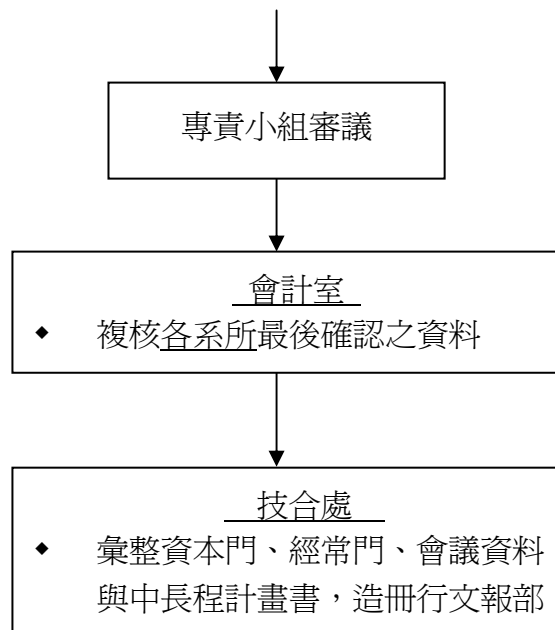 專責小組審議
會計室
◆ 複核各系所最後確認之資料
技合處
◆ 彙整資本門、經常門、會議資料
與中長程計畫書，造冊行文報部